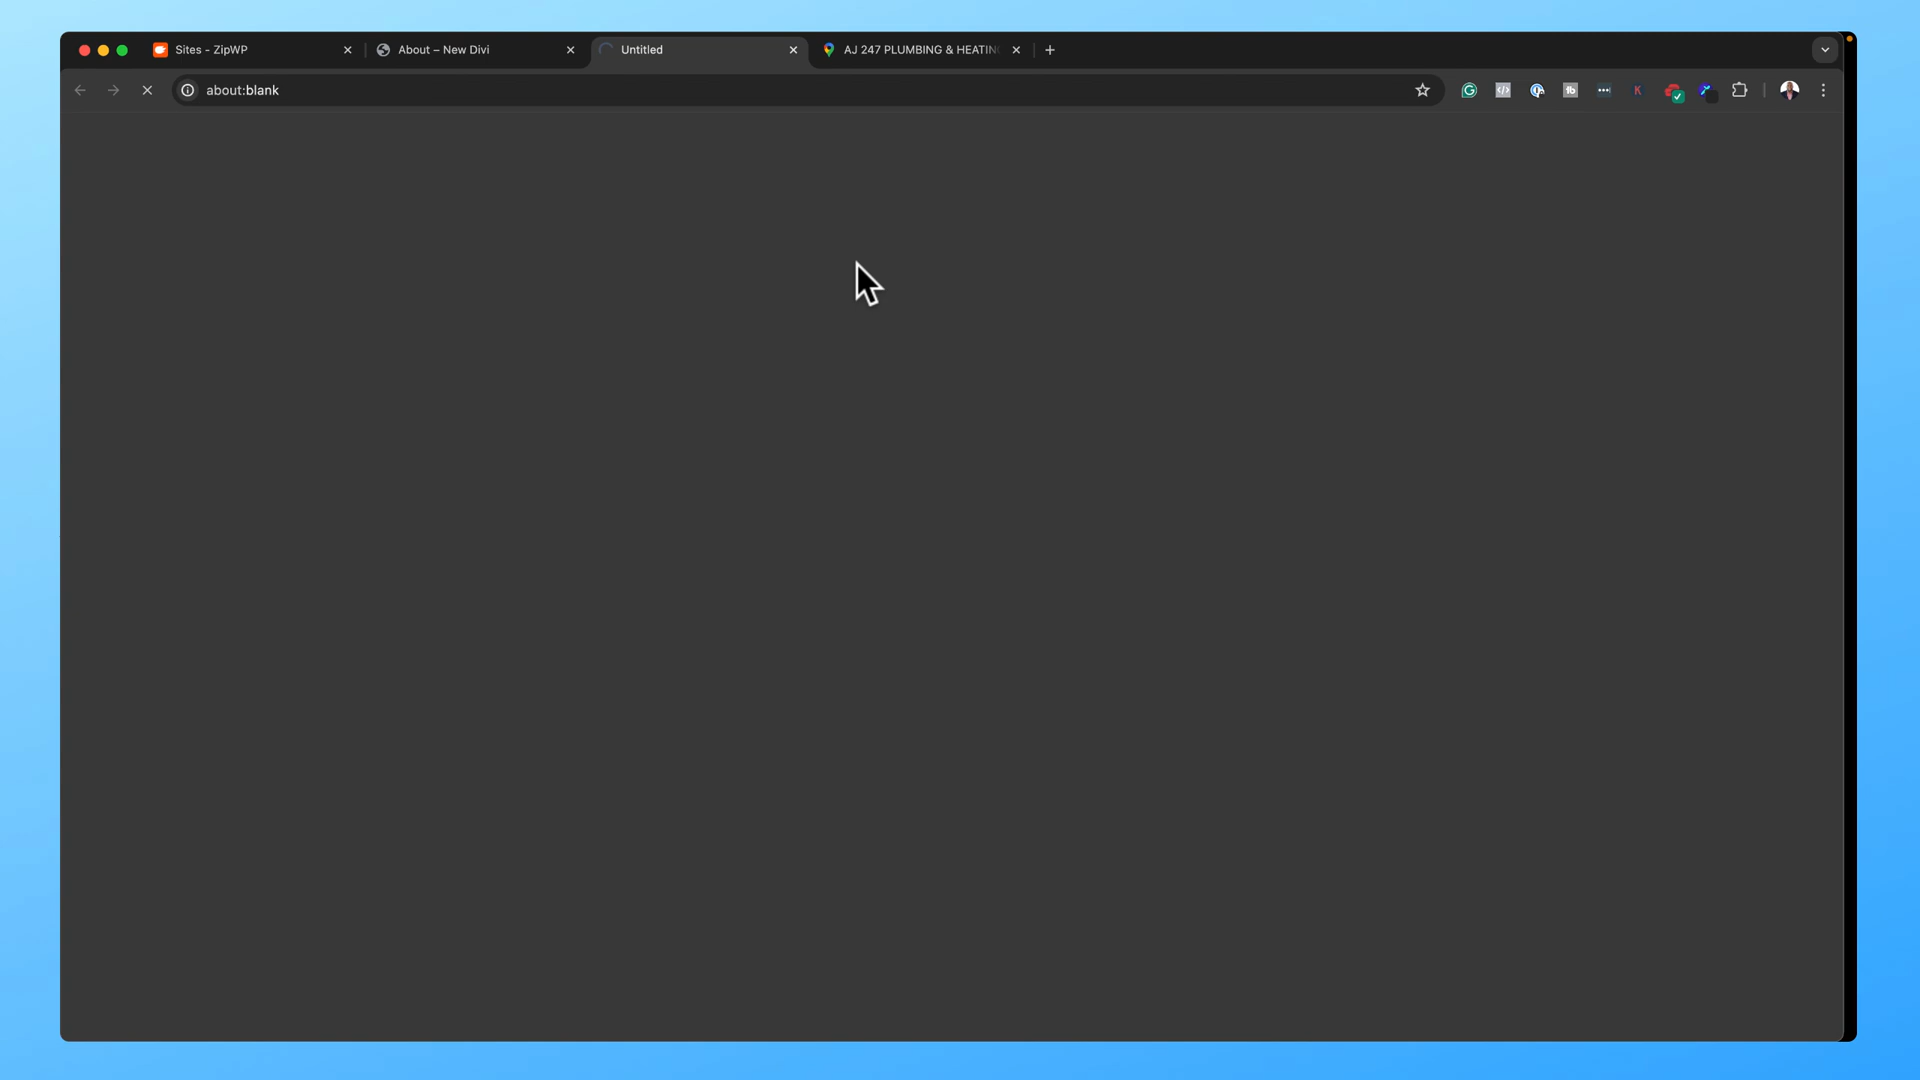 Sites - ZipWP
About – New Divi
Untitled
AJ 247 PLUMBING & HEATIN
about:blank